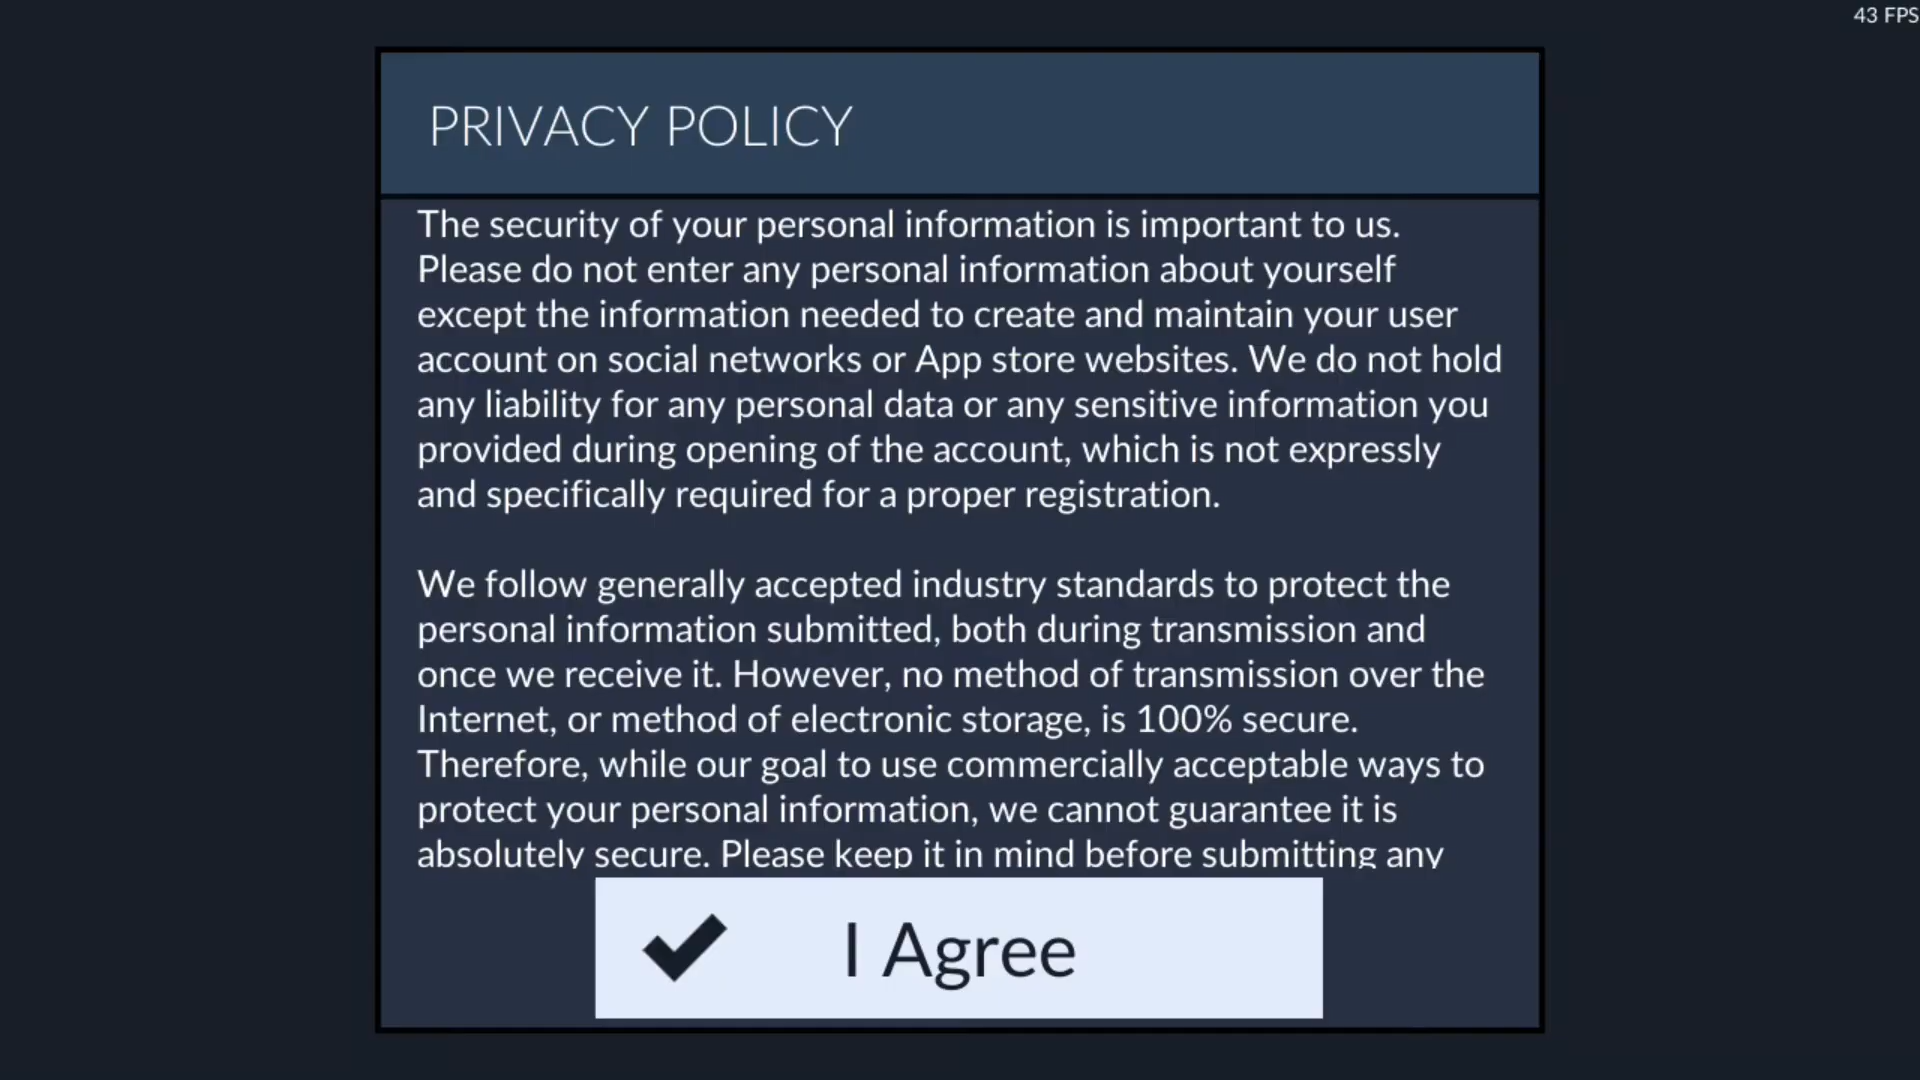 43 FPS
PRIVACY POLICY
The security of your personal information is important to us.
Please do not enter any personal information about yourself
except the information needed to create and maintain your user
account on social networks or App store websites. We do not hold
any liability for any personal data or any sensitive information you
provided during opening of the account, which is not expressly
and specifically required for a proper registration.
We follow generally accepted industry standards to protect the
personal information submitted, both during transmission and
once we receive it. However, no method of transmission over the
Internet, or method of electronic storage, is 100% secure.
Therefore, while our goal to use commercially acceptable ways to
protect your personal information, we cannot guarantee it is
absolutely secure. Please keep it in mind before submitting any
I Agree